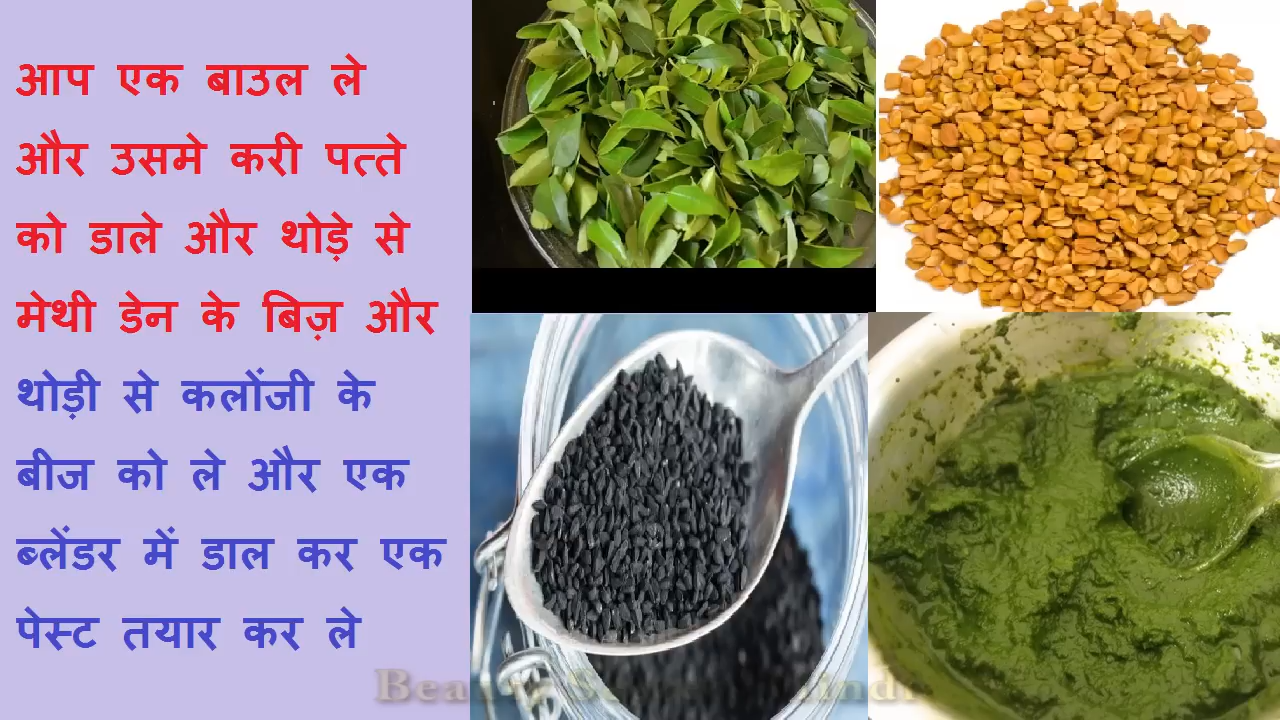 आप एक बाउल ले
और उसमे करी पत्ते
को डाले और थोड़े से
मेथी डेन के बिज़ और
थोड़ी से कलोंजी के
बीज को ले और एक
ब्लेंडर में डाल कर एक
पेस्ट तयार कर ले